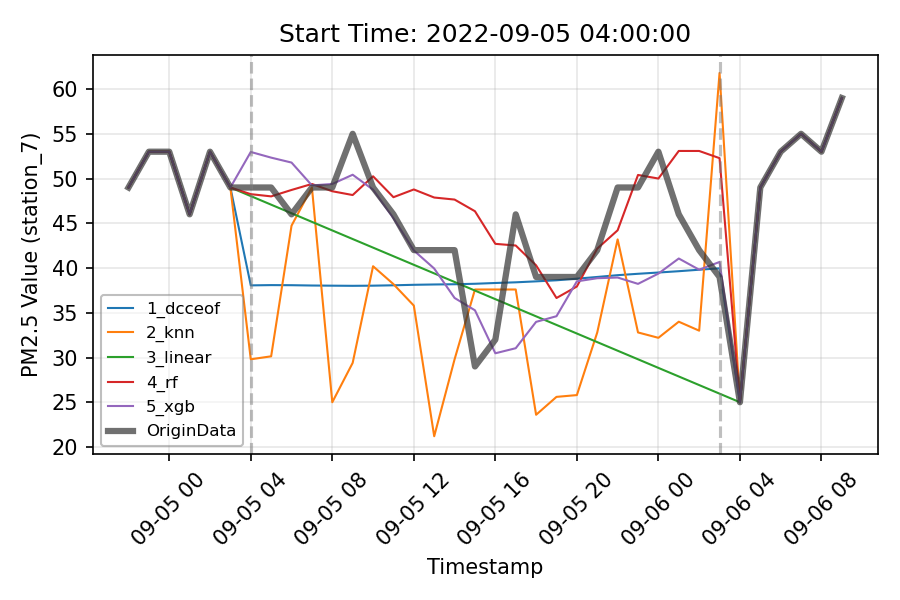 Start Time: 2022-09-05 04:00:00
PM2.5 Value (station_7)
60
55
50
45
40
35
30
25
20
1_dcceof
2_knn
3_linear
4_rf
5_xgb
OriginData
09-05 00
09-05 04
09-05 08
09-05 12
09-05 16
09-05 20
09-06 00
09-06 04
09-06 08
Timestamp